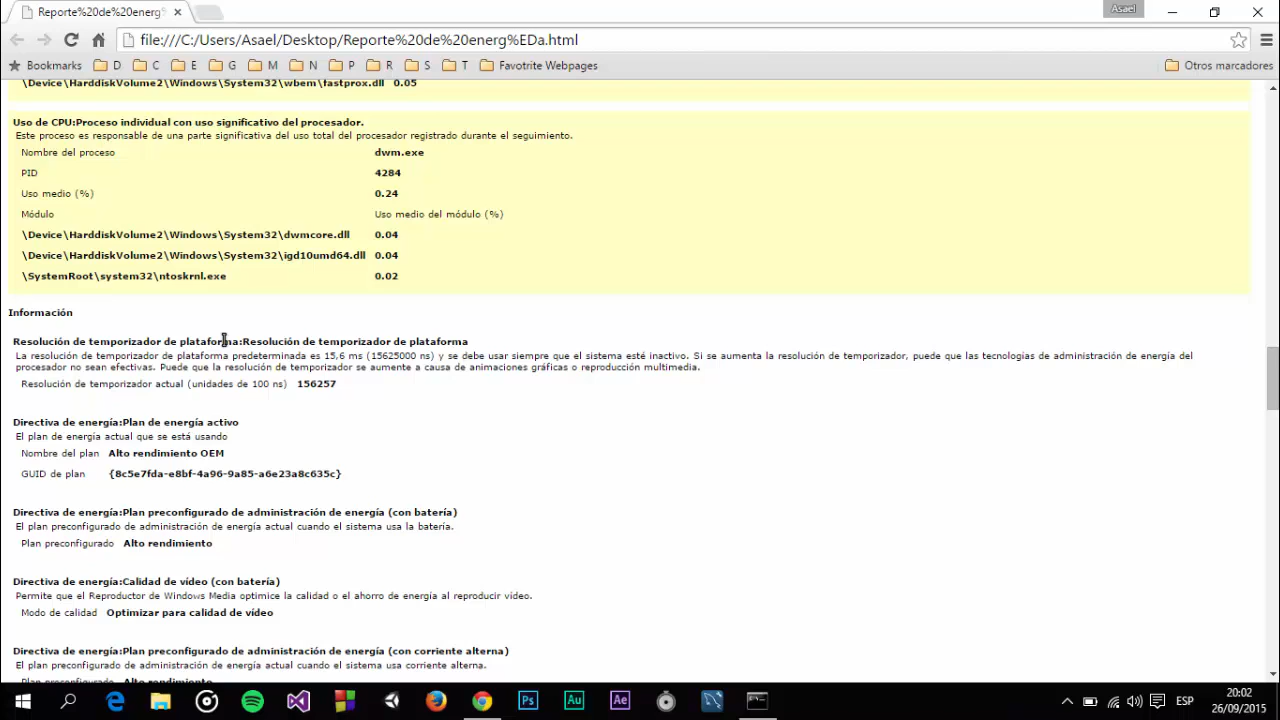 Reporte%20de%20energ%
Asael
file:///C:/Users/Asael/Desktop/Reporte%20de%20energ%EDa.html
Bookmarks D C E G M N P R S T Favotrite Webpages Otros marcadores
\Device\HarddiskVolume2\Windows\System32\wbem\fastprox.dll 0.05
Uso de CPU:Proceso individual con uso significativo del procesador.
Este proceso es responsable de una parte significativa del uso total del procesador registrado durante el seguimiento.
Nombre del proceso dwm.exe
PID 4284
Uso medio (%) 0.24
Módulo Uso medio del módulo (%)
\Device\HarddiskVolume2\Windows\System32\dwmcore.dll 0.04
\Device\HarddiskVolume2\Windows\System32\igd10umd64.dll 0.04
\SystemRoot\system32\ntoskrnl.exe 0.02
Información
Resolución de temporizador de plataforma:Resolución de temporizador de plataforma
La resolución de temporizador de plataforma predeterminada es 15,6 ms (15625000 ns) y se debe usar siempre que el sistema esté inactivo. Si se aumenta la resolución de temporizador, puede que las tecnologías de administración de energía del
procesador no sean efectivas. Puede que la resolución de temporizador se aumente a causa de animaciones gráficas o reproducción multimedia.
Resolución de temporizador actual (unidades de 100 ns) 156257
Directiva de energía:Plan de energía activo
El plan de energía actual que se está usando
Nombre del plan Alto rendimiento OEM
GUID de plan {8c5e7fda-e8bf-4a96-9a85-a6e23a8c635c}
Directiva de energía:Plan preconfigurado de administración de energía (con batería)
El plan preconfigurado de administración de energía actual cuando el sistema usa la batería.
Plan preconfigurado Alto rendimiento
Directiva de energía:Calidad de vídeo (con batería)
Permite que el Reproductor de Windows Media optimice la calidad o el ahorro de energía al reproducir vídeo.
Modo de calidad Optimizar para calidad de vídeo
Directiva de energía:Plan preconfigurado de administración de energía (con corriente alterna)
El plan preconfigurado de administración de energía actual cuando el sistema usa corriente alterna.
Plan preconfigurado Alto rendimiento
Ps Au Ae ESP
20:02
26/09/2015